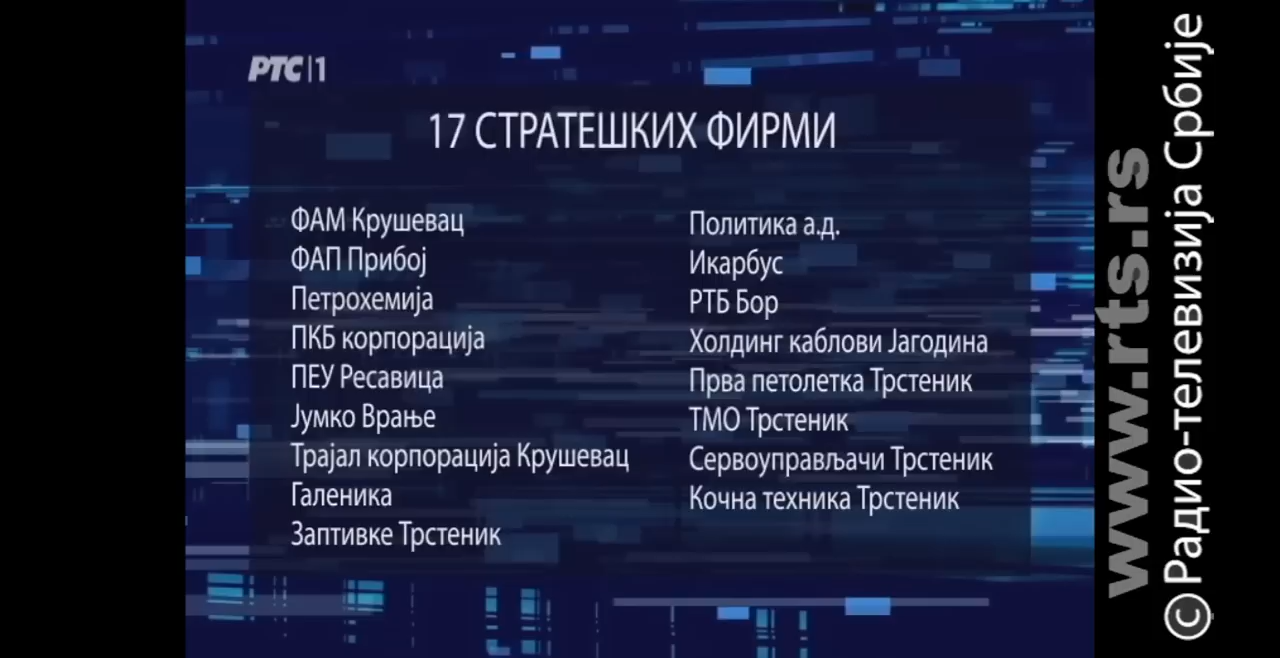 РТС|1
17 СТРАТЕШКИХ ФИРМИ
ФАМ Крушевац
ФАП Прибој
Петрохемија
ПКБ корпорација
ПЕУ Ресавица
Јумко Врање
Трајал корпорација Крушевац
Галеника
Заптивке Трстеник
Политика а.д.
Икарбус
РТБ Бор
Холдинг каблови Јагодина
Прва петолетка Трстеник
ТМО Трстеник
Сервоуправљачи Трстеник
Кочна техника Трстеник
www.rts.rs
© Радио-телевизија Србије